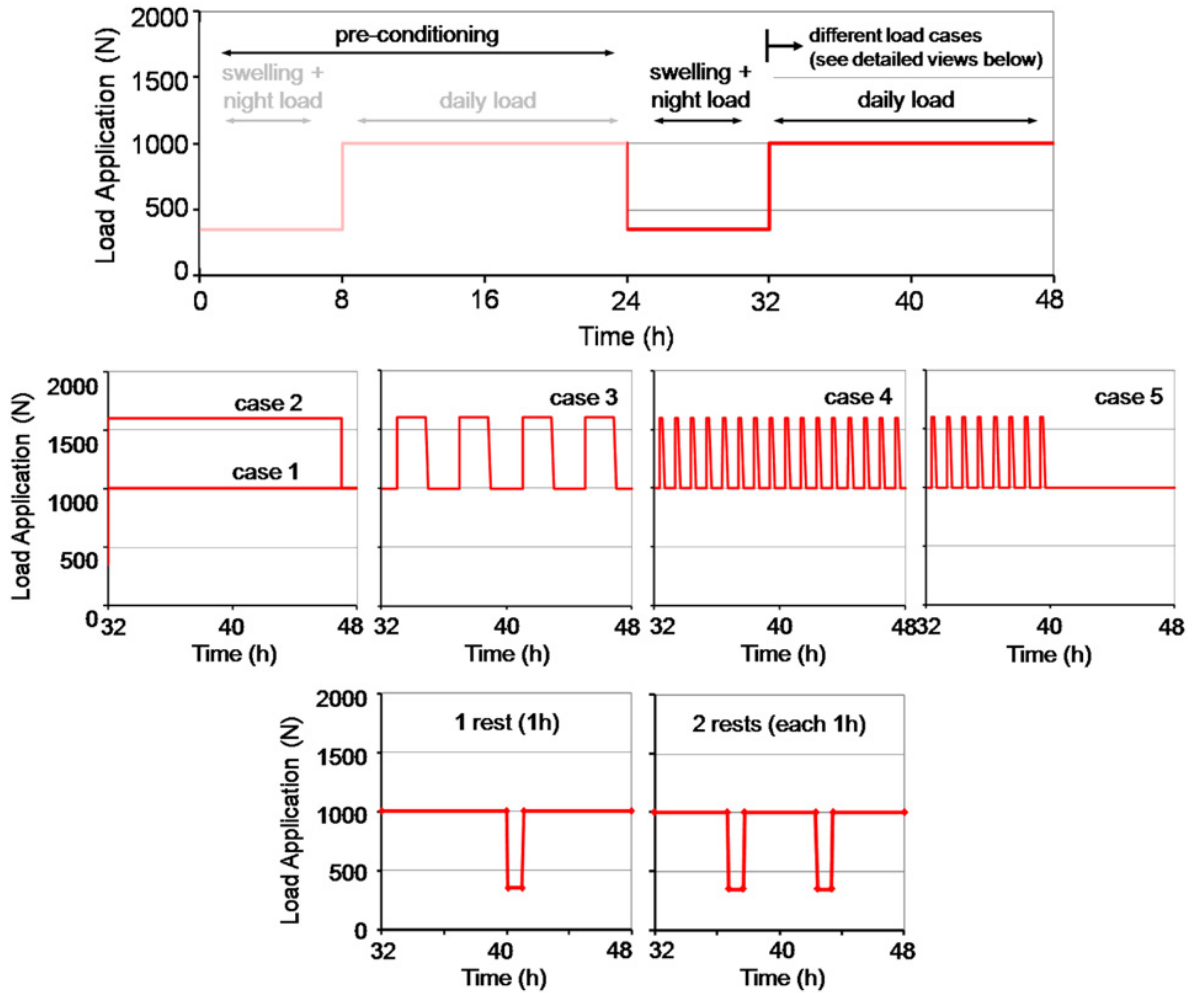 Load Application (N)
2000
1500
1000
500
0
pre-conditioning
swelling +
night load
daily load
swelling +
night load
different load cases
(see detailed views below)
daily load
0
8
16
24
32
40
48
Time (h)
Load Application (N)
2000
1500
1000
500
0
case 2
case 1
case 3
case 4
case 5
32
40
48
32
40
48
32
40
48
32
40
48
Time (h)
Time (h)
Time (h)
Time (h)
Load Application (N)
2000
1500
1000
500
0
1 rest (1h)
2 rests (each 1h)
32
40
48
32
40
48
Time (h)
Time (h)